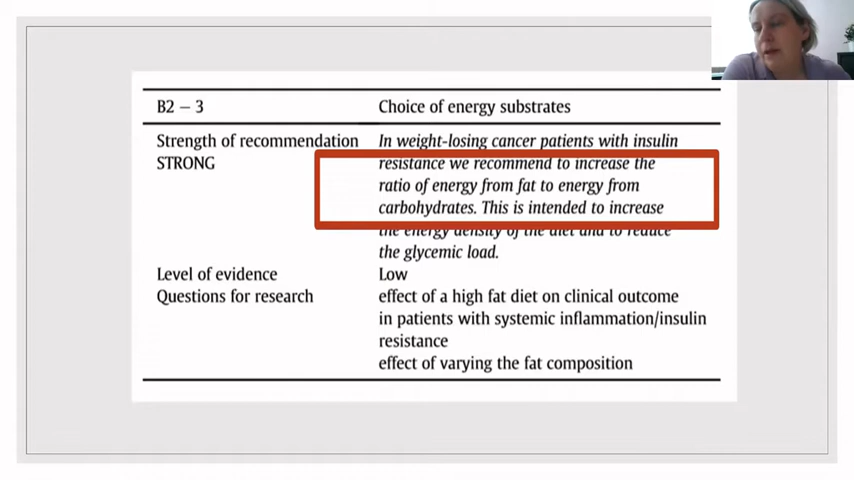 B2 – 3 Choice of energy substrates
Strength of recommendation In weight-losing cancer patients with insulin
STRONG resistance we recommend to increase the
ratio of energy from fat to energy from
carbohydrates. This is intended to increase
the energy density of the diet and to reduce
the glycemic load.
Level of evidence Low
Questions for research effect of a high fat diet on clinical outcome
in patients with systemic inflammation/insulin
resistance
effect of varying the fat composition